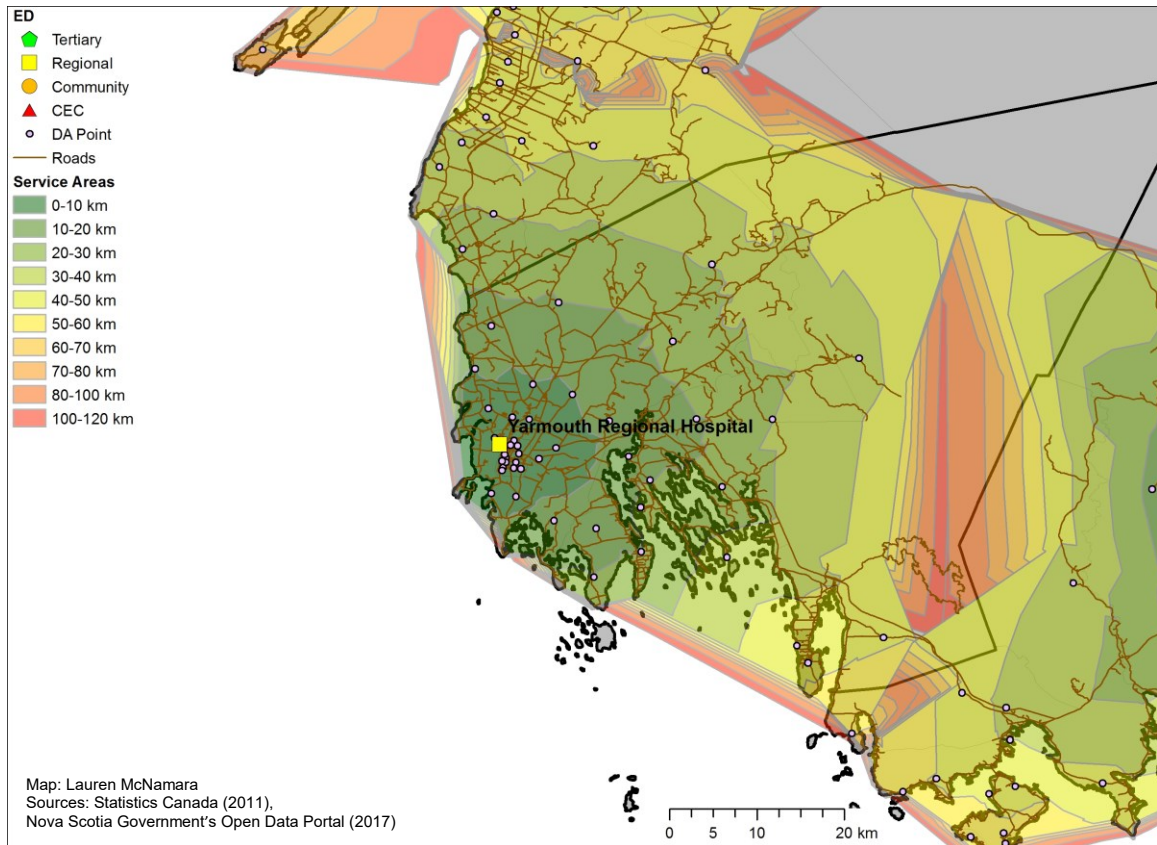 ED
Tertiary
Regional
Community
CEC
DA Point
Roads
Service Areas
0-10 km
10-20 km
20-30 km
30-40 km
40-50 km
50-60 km
60-70 km
70-80 km
80-100 km
100-120 km
Yarmouth Regional Hospital
Map: Lauren McNamara
Sources: Statistics Canada (2011),
Nova Scotia Government's Open Data Portal (2017)
0 5 10 20 km